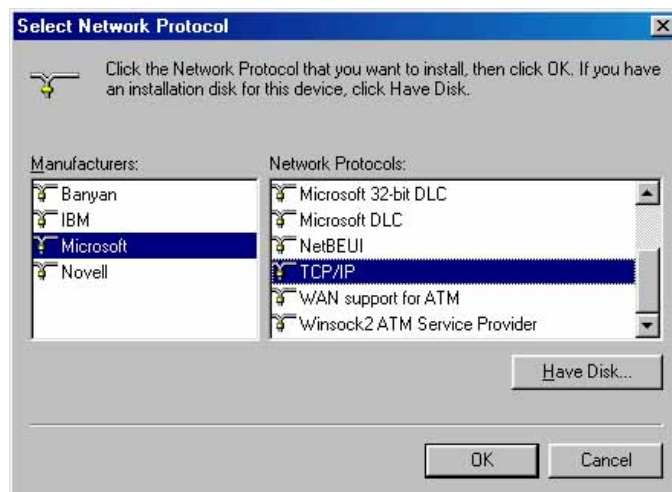 Select Network Protocol
Click the Network Protocol that you want to install, then click OK. If you have
an installation disk for this device, click Have Disk.
Manufacturers:
Banyan
IBM
Microsoft
Novell
Network Protocols:
Microsoft 32-bit DLC
Microsoft DLC
NetBEUI
TCP/IP
WAN support for ATM
Winsock2 ATM Service Provider
Have Disk...
OK
Cancel